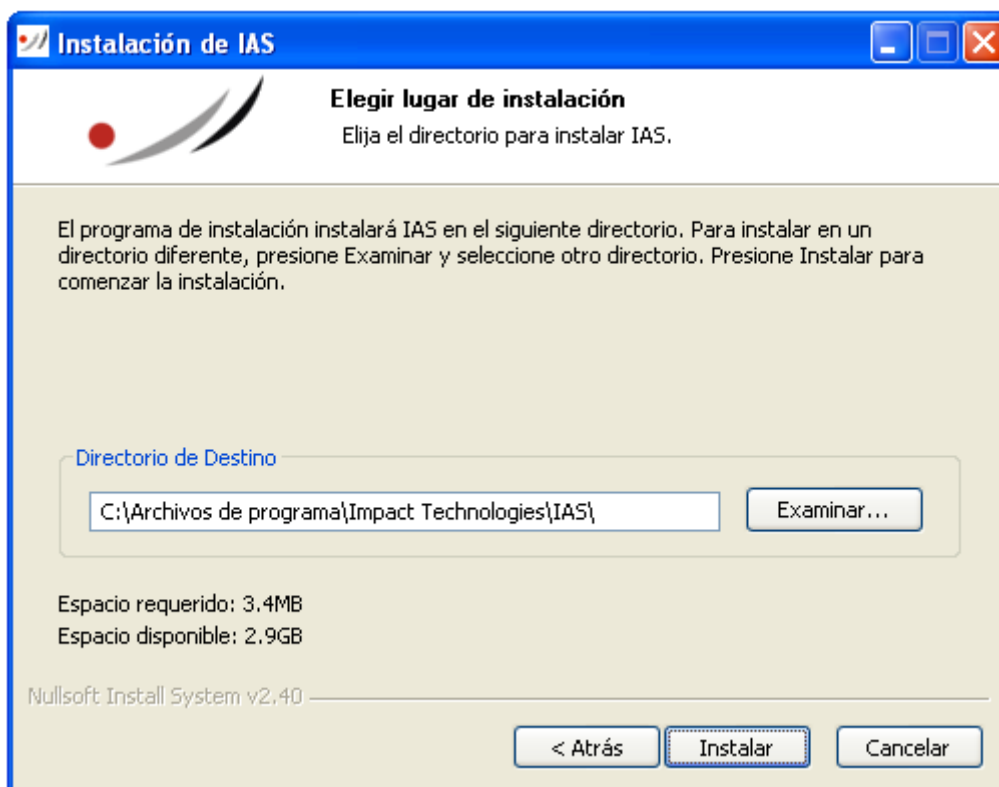 Instalación de IAS
Elegir lugar de instalación
Elija el directorio para instalar IAS.
El programa de instalación instalará IAS en el siguiente directorio. Para instalar en un
directorio diferente, presione Examinar y seleccione otro directorio. Presione Instalar para
comenzar la instalación.
Directorio de Destino
C:\Archivos de programa\Impact Technologies\IAS\
Examinar...
Espacio requerido: 3.4MB
Espacio disponible: 2.9GB
Nullsoft Install System v2.40
< Atrás
Instalar
Cancelar